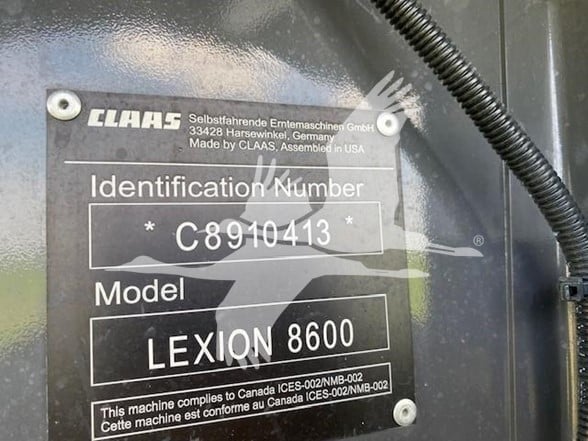 CLAAS Selbstfahrende Erntemaschinen GmbH
33428 Harsewinkel, Germany
Made by CLAAS, Assembled in USA
Identification Number
* C8910413 *
Model
LEXION 8600
This machine complies to Canada ICES-002/NMB-002
Cette machine est conforme au Canada ICES-002/NMB-002
®